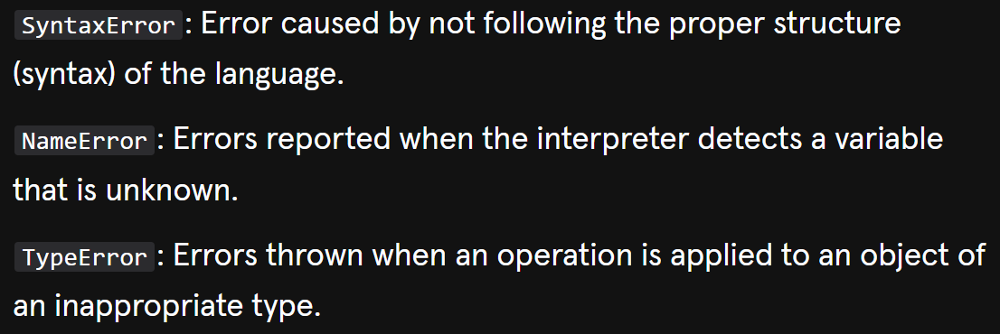 SyntaxError: Error caused by not following the proper structure
(syntax) of the language.
NameError: Errors reported when the interpreter detects a variable
that is unknown.
TypeError: Errors thrown when an operation is applied to an object of
an inappropriate type.